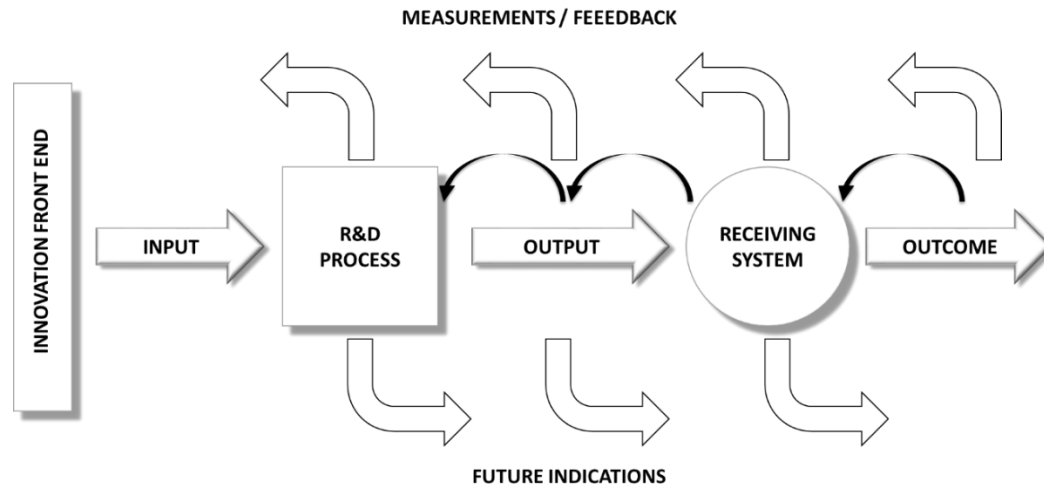 MEASUREMENTS / FEEEDBACK
INNOVATION FRONT END
INPUT
R&D
PROCESS
OUTPUT
RECEIVING
SYSTEM
OUTCOME
FUTURE INDICATIONS